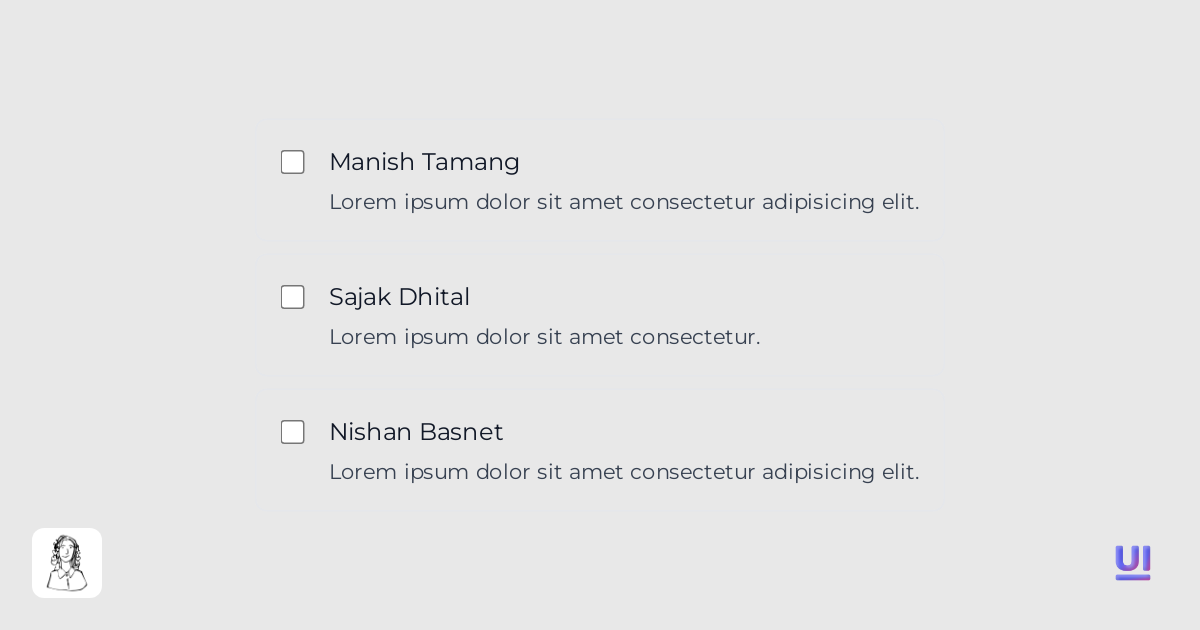 Manish Tamang
Lorem ipsum dolor sit amet consectetur adipisicing elit.
Sajak Dhital
Lorem ipsum dolor sit amet consectetur.
Nishan Basnet
Lorem ipsum dolor sit amet consectetur adipisicing elit.
UI